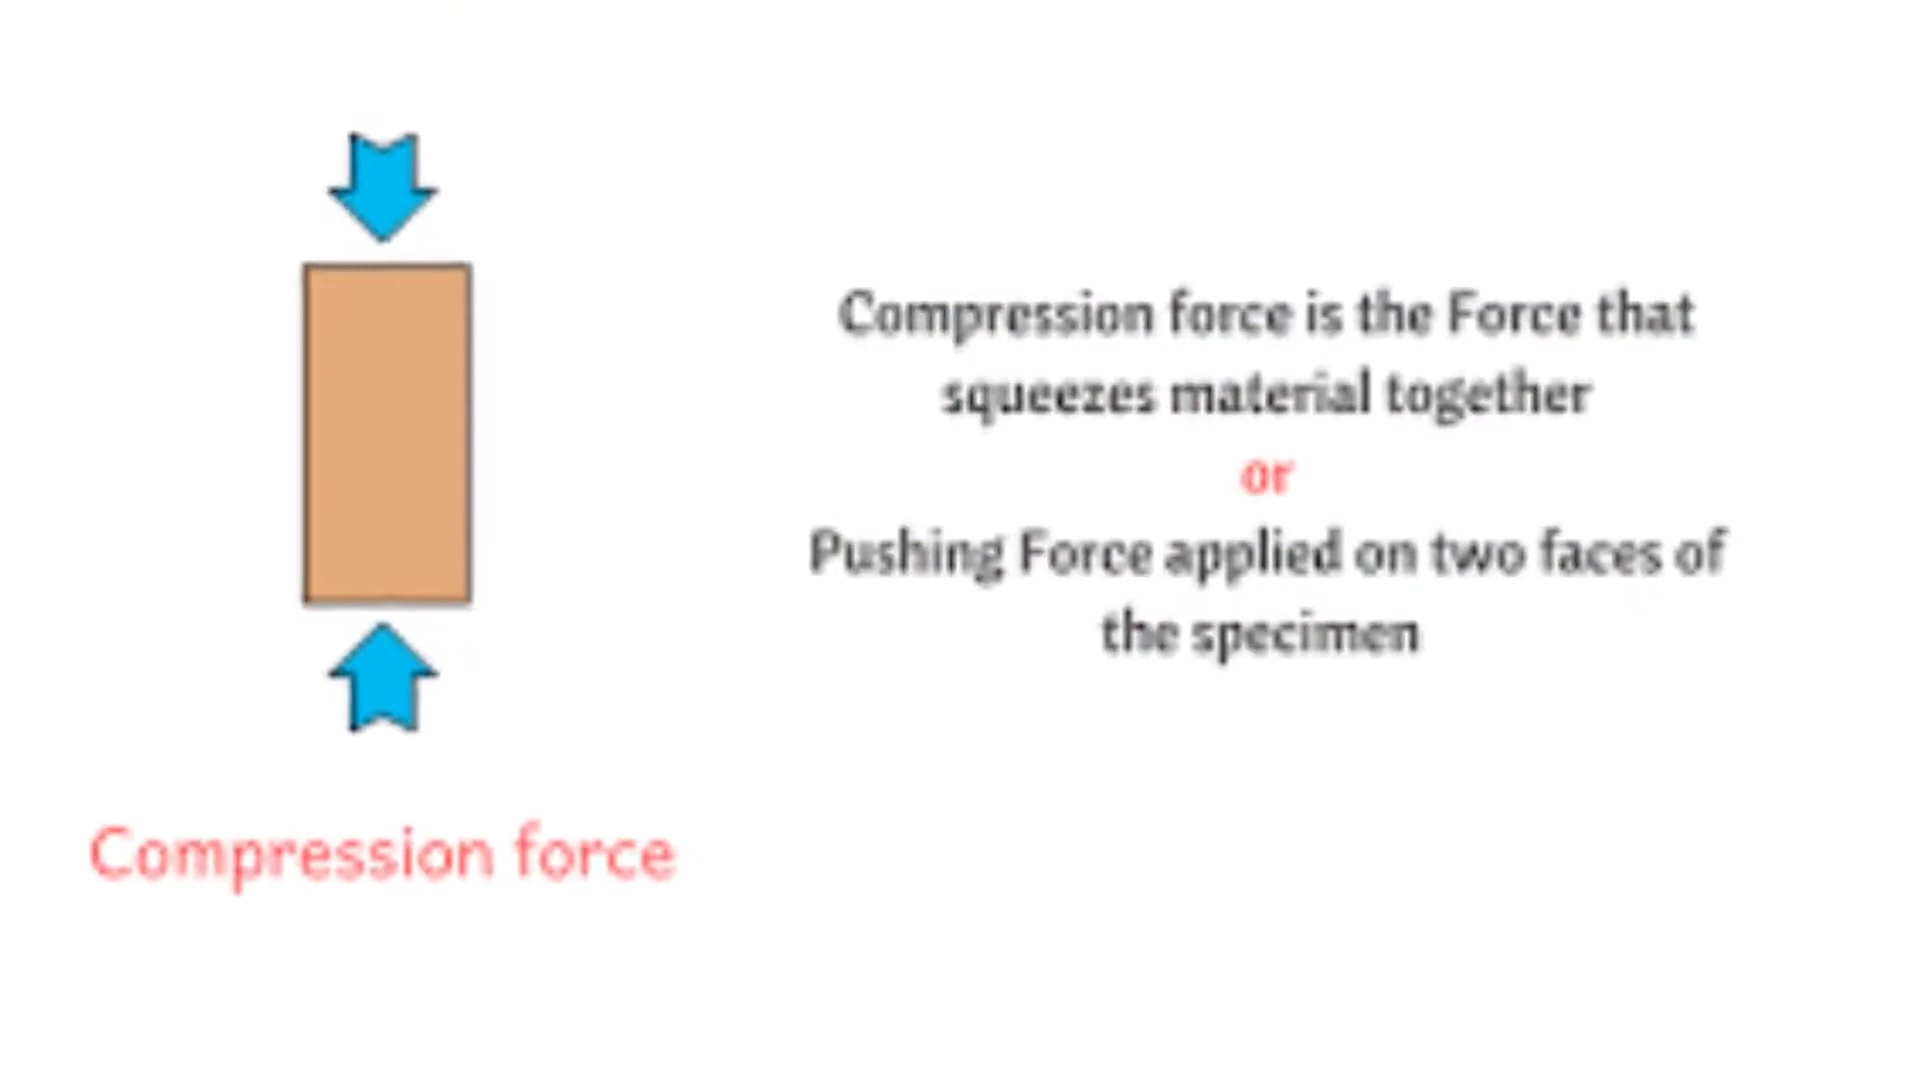 Compression force is the Force that
squeezes material together
or
Pushing Force applied on two faces of
the specimen
Compression force